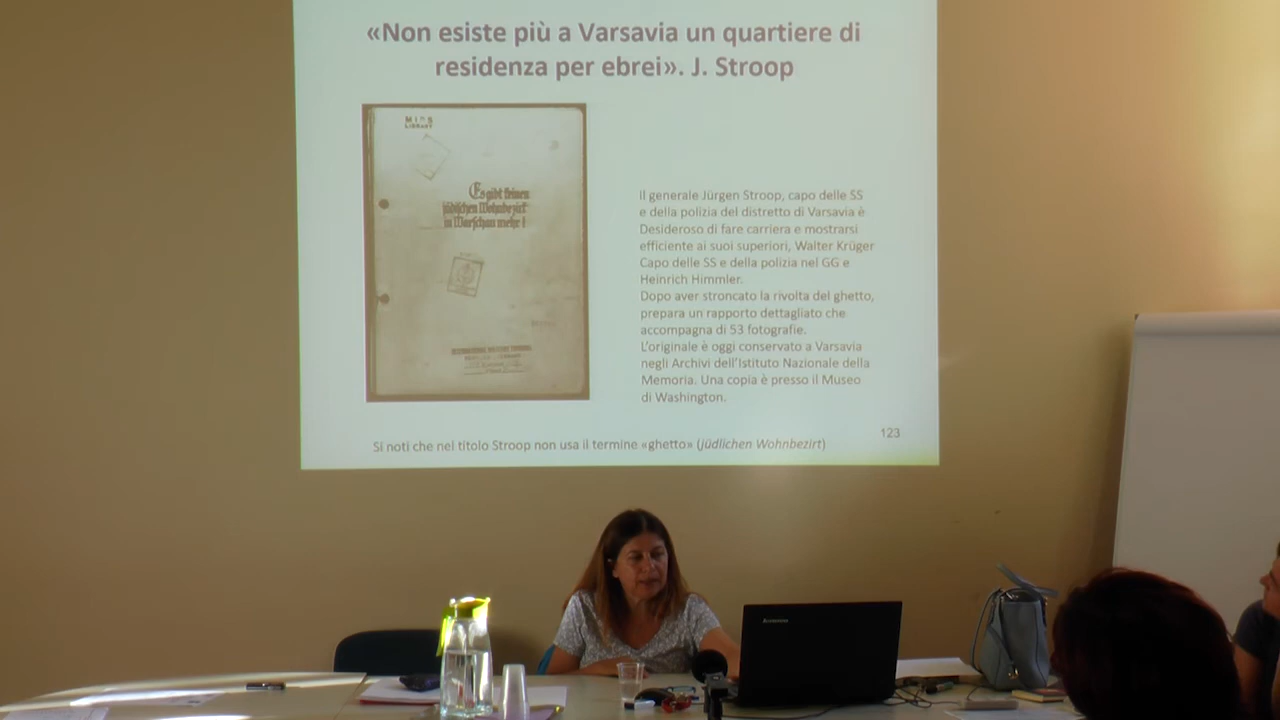 «Non esiste più a Varsavia un quartiere di
residenza per ebrei». J. Stroop
LIBRARY
Es gibt keinen
jüdischen Wohnbezirk
in Warschau mehr!
Il generale Jürgen Stroop, capo delle SS
e della polizia del distretto di Varsavia è
Desideroso di fare carriera e mostrarsi
efficiente ai suoi superiori, Walter Krüger
Capo delle SS e della polizia nel GG e
Heinrich Himmler.
Dopo aver stroncato la rivolta del ghetto,
prepara un rapporto dettagliato che
accompagna di 53 fotografie.
L'originale è oggi conservato a Varsavia
negli Archivi dell'Istituto Nazionale della
Memoria. Una copia è presso il Museo
di Washington.
123
Si noti che nel titolo Stroop non usa il termine «ghetto» (jüdlichen Wohnbezirt)
Lenovo